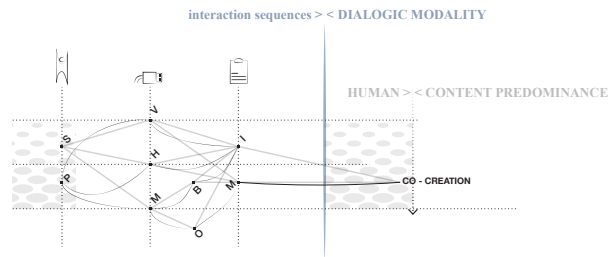 interaction sequences > < DIALOGIC MODALITY
C
HUMAN > < CONTENT PREDOMINANCE
V
S
I
H
P
B
M
CO - CREATION
M
O